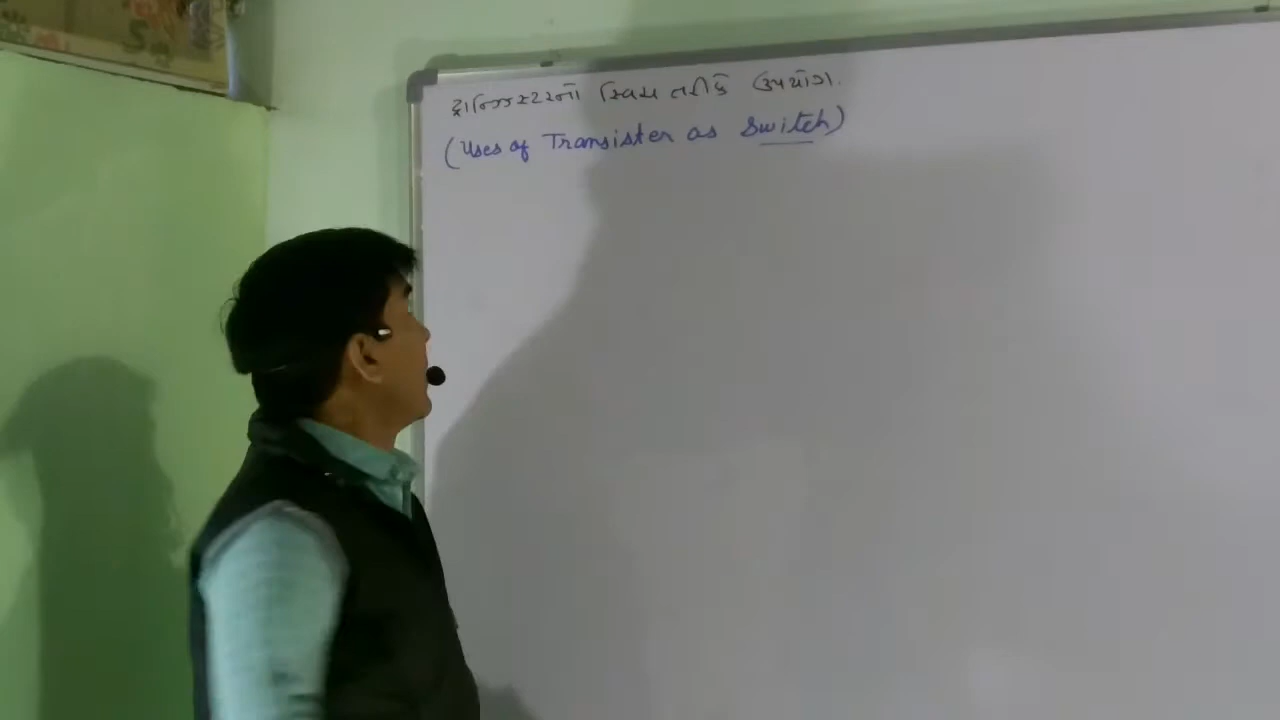 ટ્રાન્ઝિસ્ટરનો સ્વિચ તરીકે ઉપયોગ.
(Uses of Transister as Switch)